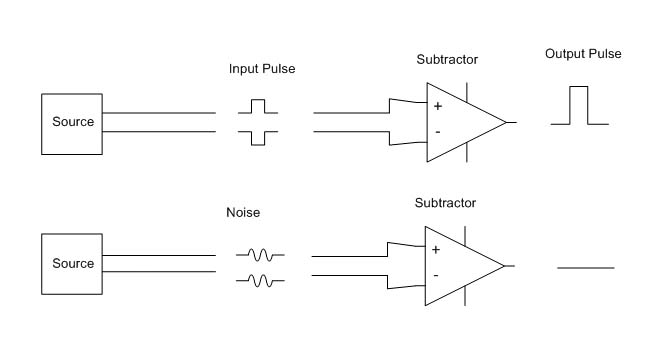 Output Pulse
Subtractor
Input Pulse
Source
+
-
Subtractor
Noise
Source
+
-